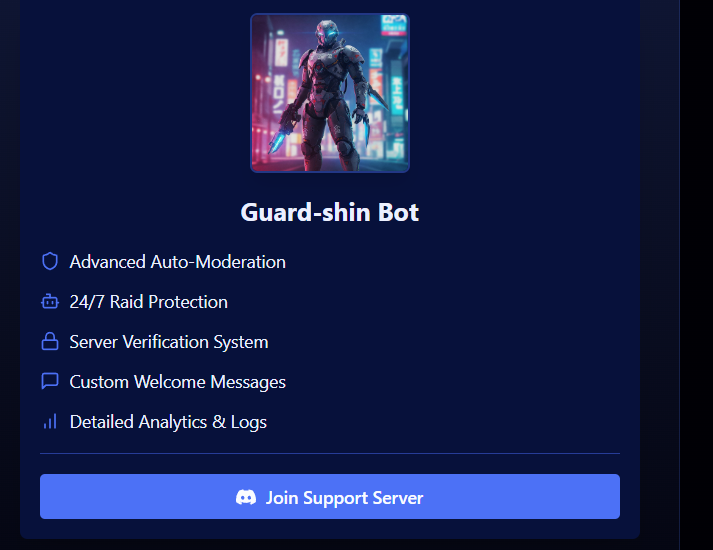 Guard-shin Bot
Advanced Auto-Moderation
24/7 Raid Protection
Server Verification System
Custom Welcome Messages
Detailed Analytics & Logs
Join Support Server